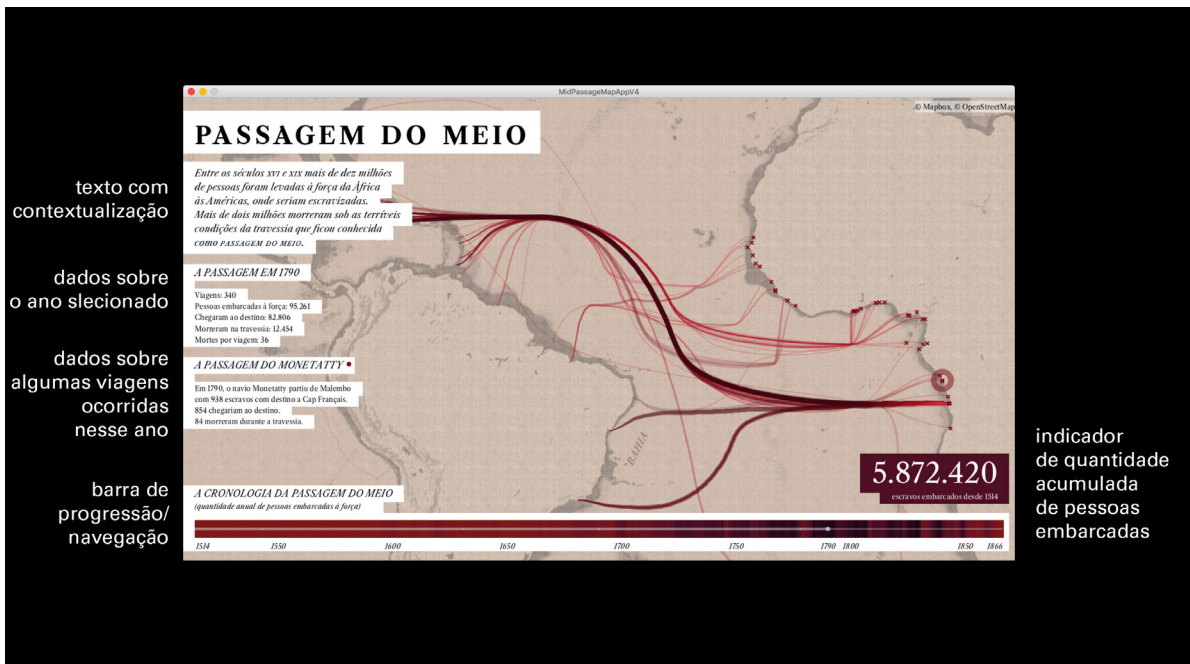 MidPassageMapAppV4
© Mapbox, © OpenStreetMap
PASSAGEM DO MEIO
Entre os séculos XVI e XIX mais de dez milhões
de pessoas foram levadas à força da África
às Américas, onde seriam escravizadas.
Mais de dois milhões morreram sob as terríveis
condições da travessia que ficou conhecida
como PASSAGEM DO MEIO.
texto com
contextualização
A PASSAGEM EM 1790
Viagens: 340
Pessoas embarcadas à força: 95.261
Chegaram ao destino: 82.806
Morreram na travessia: 12.454
Mortes por viagem: 36
dados sobre
o ano slecionado
A PASSAGEM DO MONETATTY
Em 1790, o navio Monetatty partiu de Malembo
com 938 escravos com destino a Cap Français.
854 chegariam ao destino.
84 morreram durante a travessia.
dados sobre
algumas viagens
ocorridas
nesse ano
BAHIA
5.872.420
escravos embarcados desde 1514
indicador
de quantidade
acumulada
de pessoas
embarcadas
barra de
progressão/
navegação
A CRONOLOGIA DA PASSAGEM DO MEIO
(quantidade anual de pessoas embarcadas à força)
1514 1550 1600 1650 1700 1750 1790 1800 1850 1866